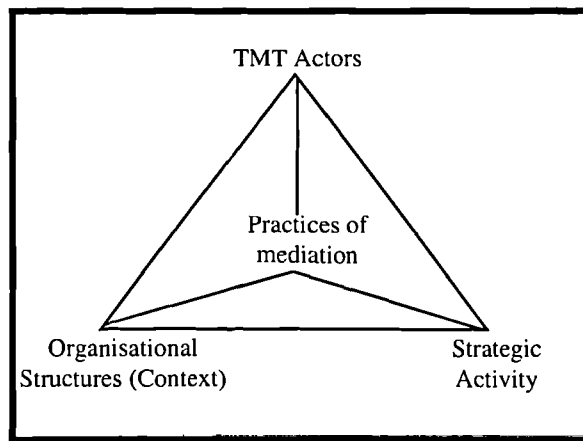 TMT Actors
Practices of
mediation
Organisational
Structures (Context)
Strategic
Activity